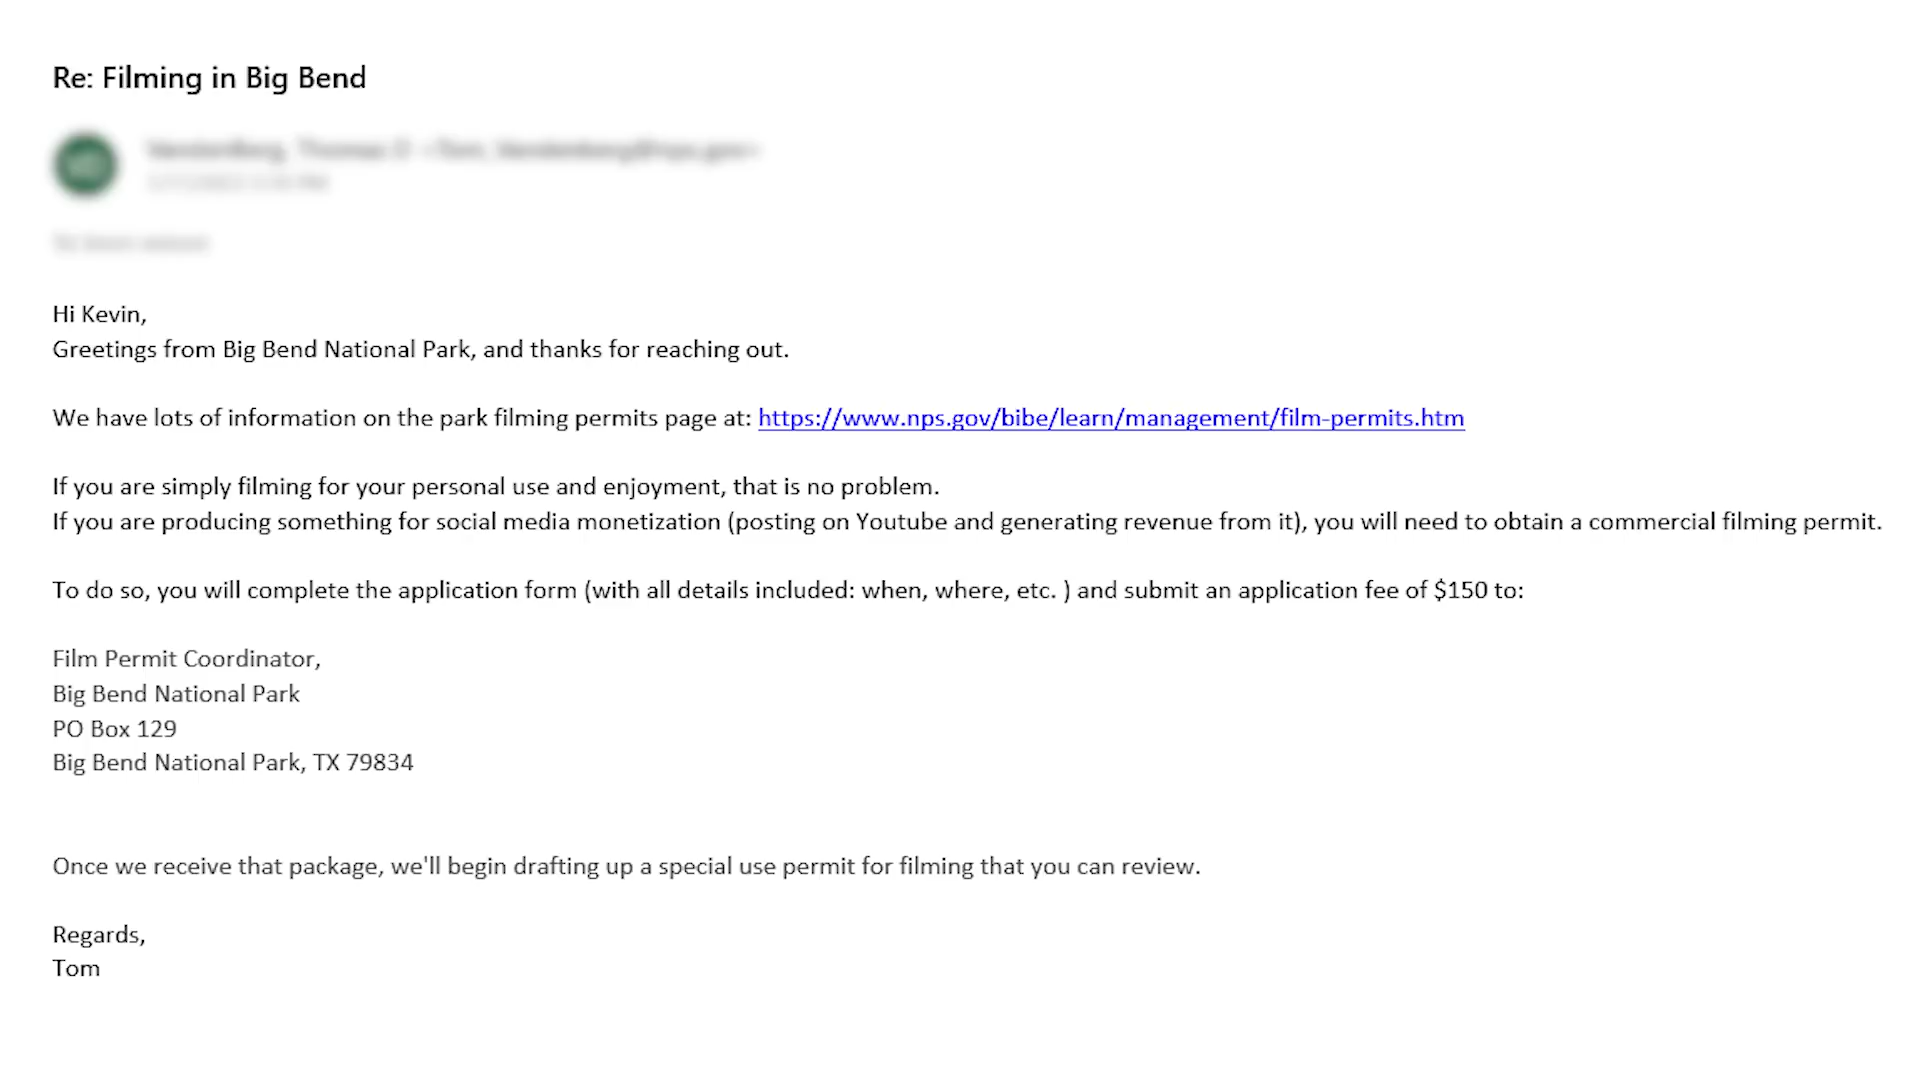 Re: Filming in Big Bend
Hi Kevin,
Greetings from Big Bend National Park, and thanks for reaching out.
We have lots of information on the park filming permits page at: https://www.nps.gov/bibe/learn/management/film-permits.htm
If you are simply filming for your personal use and enjoyment, that is no problem.
If you are producing something for social media monetization (posting on Youtube and generating revenue from it), you will need to obtain a commercial filming permit.
To do so, you will complete the application form (with all details included: when, where, etc. ) and submit an application fee of $150 to:
Film Permit Coordinator,
Big Bend National Park
PO Box 129
Big Bend National Park, TX 79834
Once we receive that package, we'll begin drafting up a special use permit for filming that you can review.
Regards,
Tom